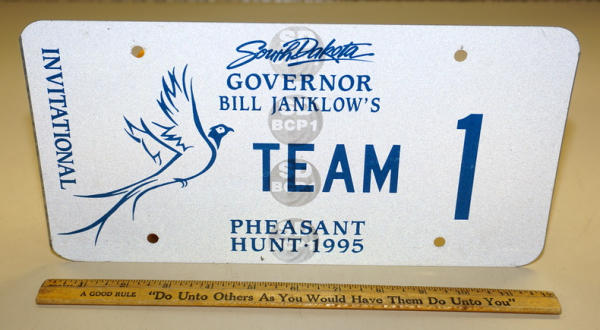 South Dakota
GOVERNOR
BILL JANKLOW'S
INVITATIONAL
TEAM 1
PHEASANT
HUNT·1995
BCP1
A GOOD RULE "Do Unto Others As You Would Have Them Do Unto You"